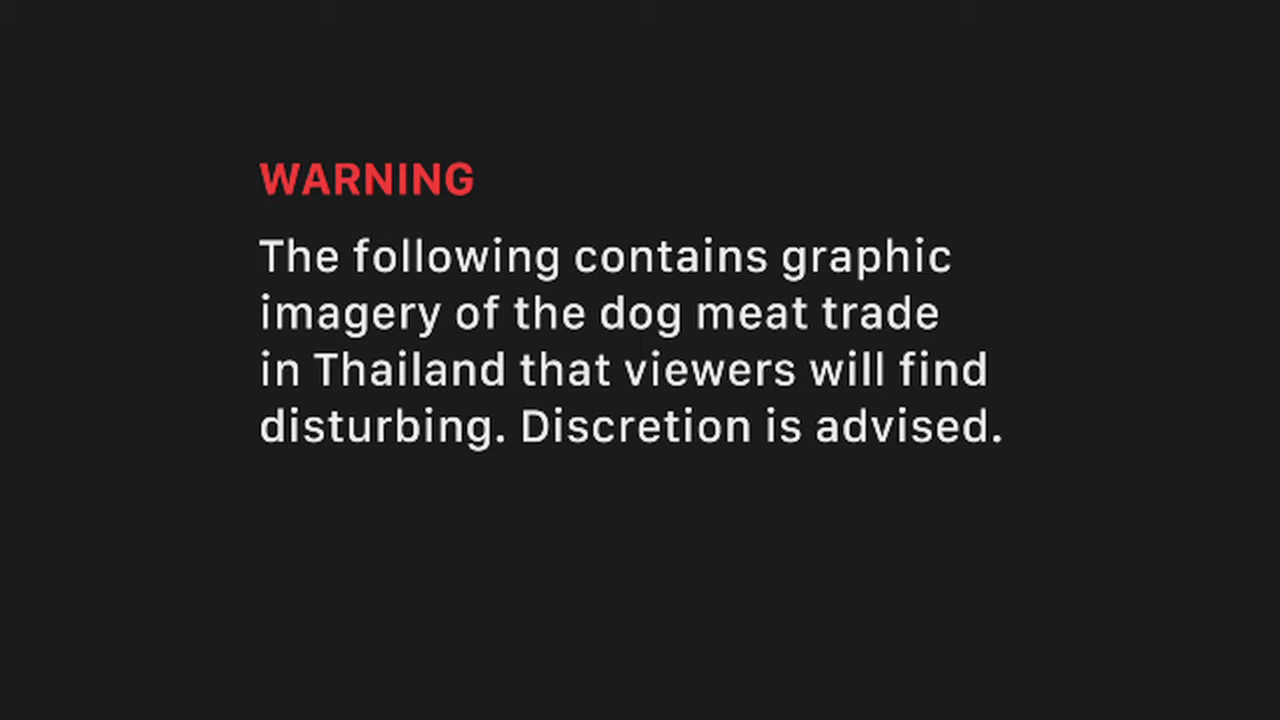 WARNING
The following contains graphic
imagery of the dog meat trade
in Thailand that viewers will find
disturbing. Discretion is advised.